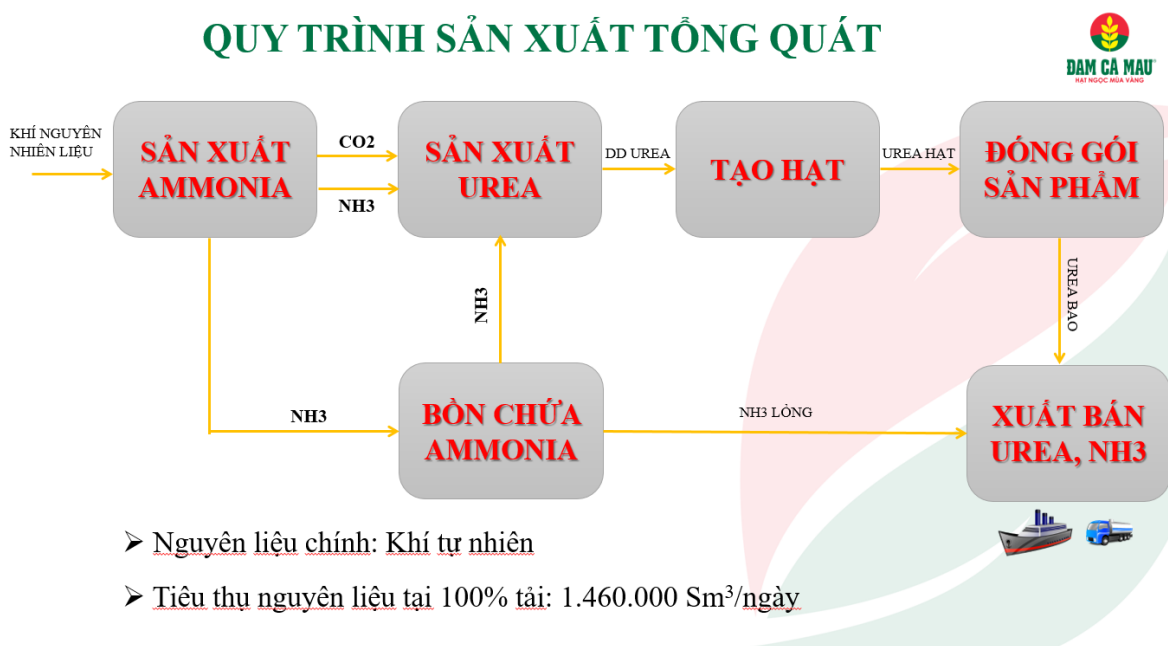 QUY TRÌNH SẢN XUẤT TỔNG QUÁT
ĐẠM CÀ MAU
HẠT NGỌC MÙA VÀNG
KHÍ NGUYÊN
NHIÊN LIỆU
SẢN XUẤT
AMMONIA
CO2
NH3
SẢN XUẤT
UREA
DD UREA
TẠO HẠT
UREA HẠT
ĐÓNG GÓI
SẢN PHẨM
NH3
UREA BAO
NH3
BỒN CHỨA
AMMONIA
NH3 LỎNG
XUẤT BÁN
UREA, NH3
➢ Nguyên liệu chính: Khí tự nhiên
➢ Tiêu thụ nguyên liệu tại 100% tải: 1.460.000 Sm³/ngày